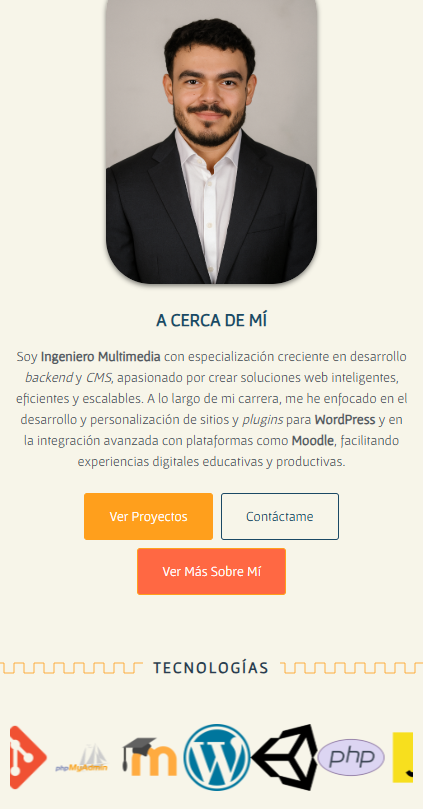 A CERCA DE MÍ
Soy Ingeniero Multimedia con especialización creciente en desarrollo
backend y CMS, apasionado por crear soluciones web inteligentes,
eficientes y escalables. A lo largo de mi carrera, me he enfocado en el
desarrollo y personalización de sitios y plugins para WordPress y en
la integración avanzada con plataformas como Moodle, facilitando
experiencias digitales educativas y productivas.
Ver Proyectos
Contáctame
Ver Más Sobre Mí
TECNOLOGÍAS
phpMyAdmin
m
W
php